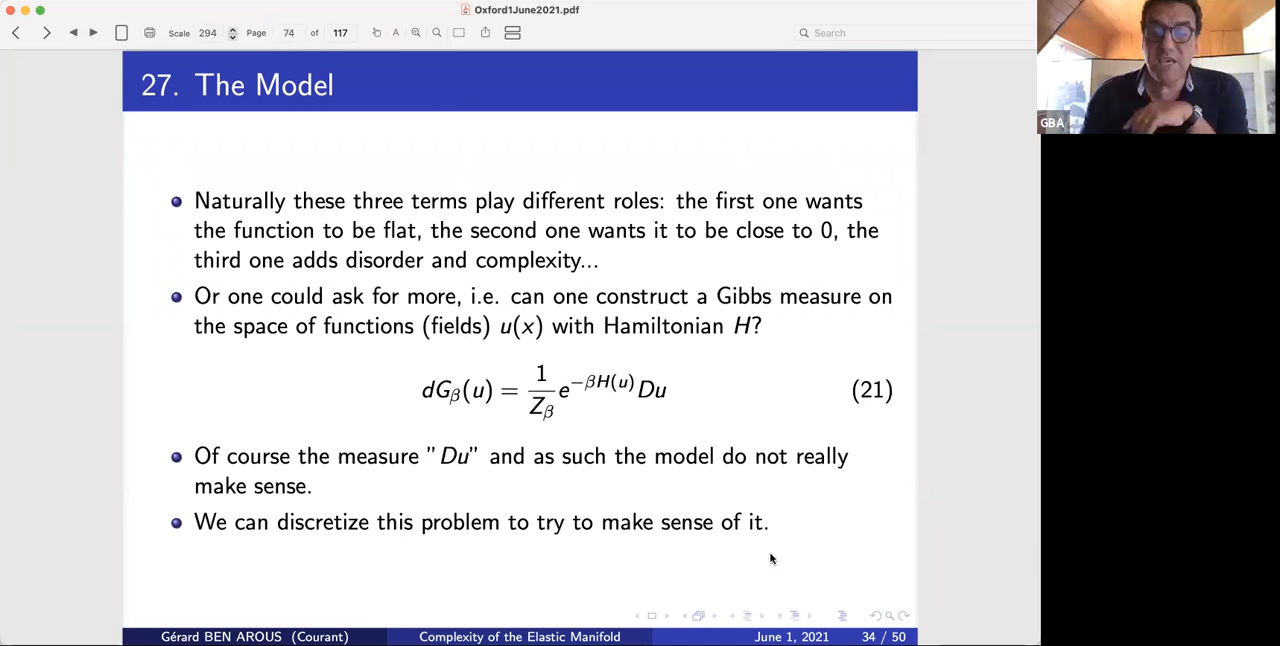 Oxford1June2021.pdf
Scale 294 Page 74 of 117 A Search
27. The Model
Naturally these three terms play different roles: the first one wants
the function to be flat, the second one wants it to be close to 0, the
third one adds disorder and complexity...
Or one could ask for more, i.e. can one construct a Gibbs measure on
the space of functions (fields) u(x) with Hamiltonian H?
dG_β(u) = 1/Z_β e^{−βH(u)} Du (21)
Of course the measure "Du" and as such the model do not really
make sense.
We can discretize this problem to try to make sense of it.
Gérard BEN AROUS (Courant) Complexity of the Elastic Manifold June 1, 2021 34 / 50
GBA